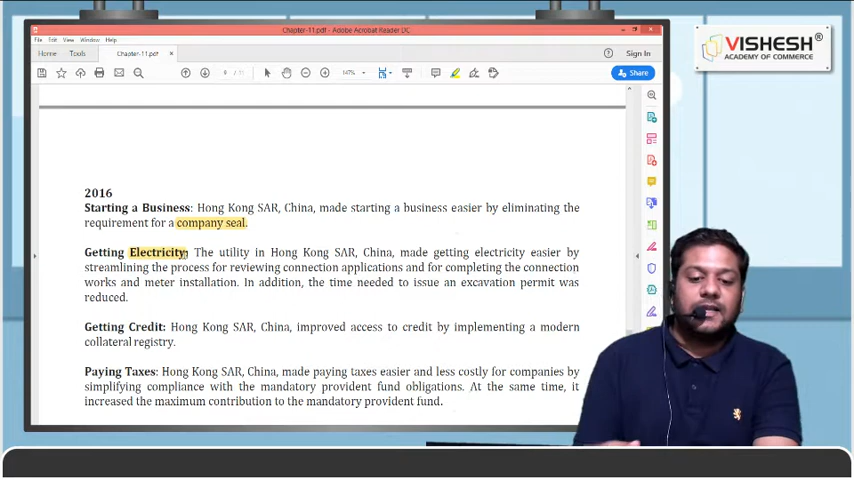 Chapter-11.pdf - Adobe Acrobat Reader DC
File Edit View Window Help
Home Tools Chapter-11.pdf × Sign In
147% Share
2016
Starting a Business: Hong Kong SAR, China, made starting a business easier by eliminating the
requirement for a company seal.
Getting Electricity: The utility in Hong Kong SAR, China, made getting electricity easier by
streamlining the process for reviewing connection applications and for completing the connection
works and meter installation. In addition, the time needed to issue an excavation permit was
reduced.
Getting Credit: Hong Kong SAR, China, improved access to credit by implementing a modern
collateral registry.
Paying Taxes: Hong Kong SAR, China, made paying taxes easier and less costly for companies by
simplifying compliance with the mandatory provident fund obligations. At the same time, it
increased the maximum contribution to the mandatory provident fund.
VISHESH®
ACADEMY OF COMMERCE